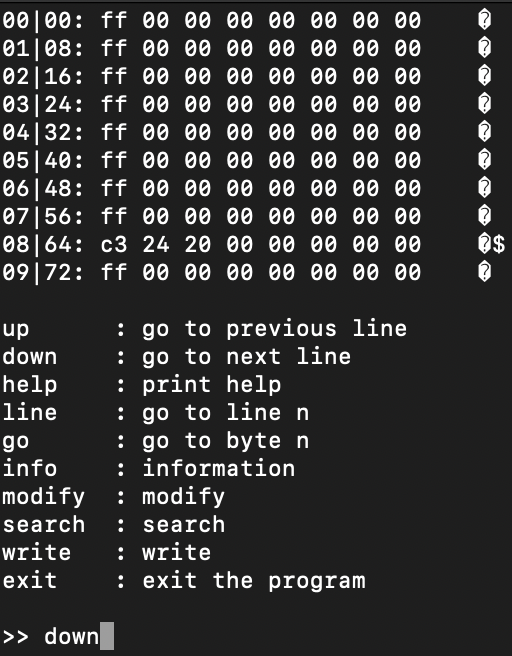 00|00: ff 00 00 00 00 00 00 00 �
01|08: ff 00 00 00 00 00 00 00 �
02|16: ff 00 00 00 00 00 00 00 �
03|24: ff 00 00 00 00 00 00 00 �
04|32: ff 00 00 00 00 00 00 00 �
05|40: ff 00 00 00 00 00 00 00 �
06|48: ff 00 00 00 00 00 00 00 �
07|56: ff 00 00 00 00 00 00 00 �
08|64: c3 24 20 00 00 00 00 00 �$
09|72: ff 00 00 00 00 00 00 00 �
up : go to previous line
down : go to next line
help : print help
line : go to line n
go : go to byte n
info : information
modify : modify
search : search
write : write
exit : exit the program
>> down